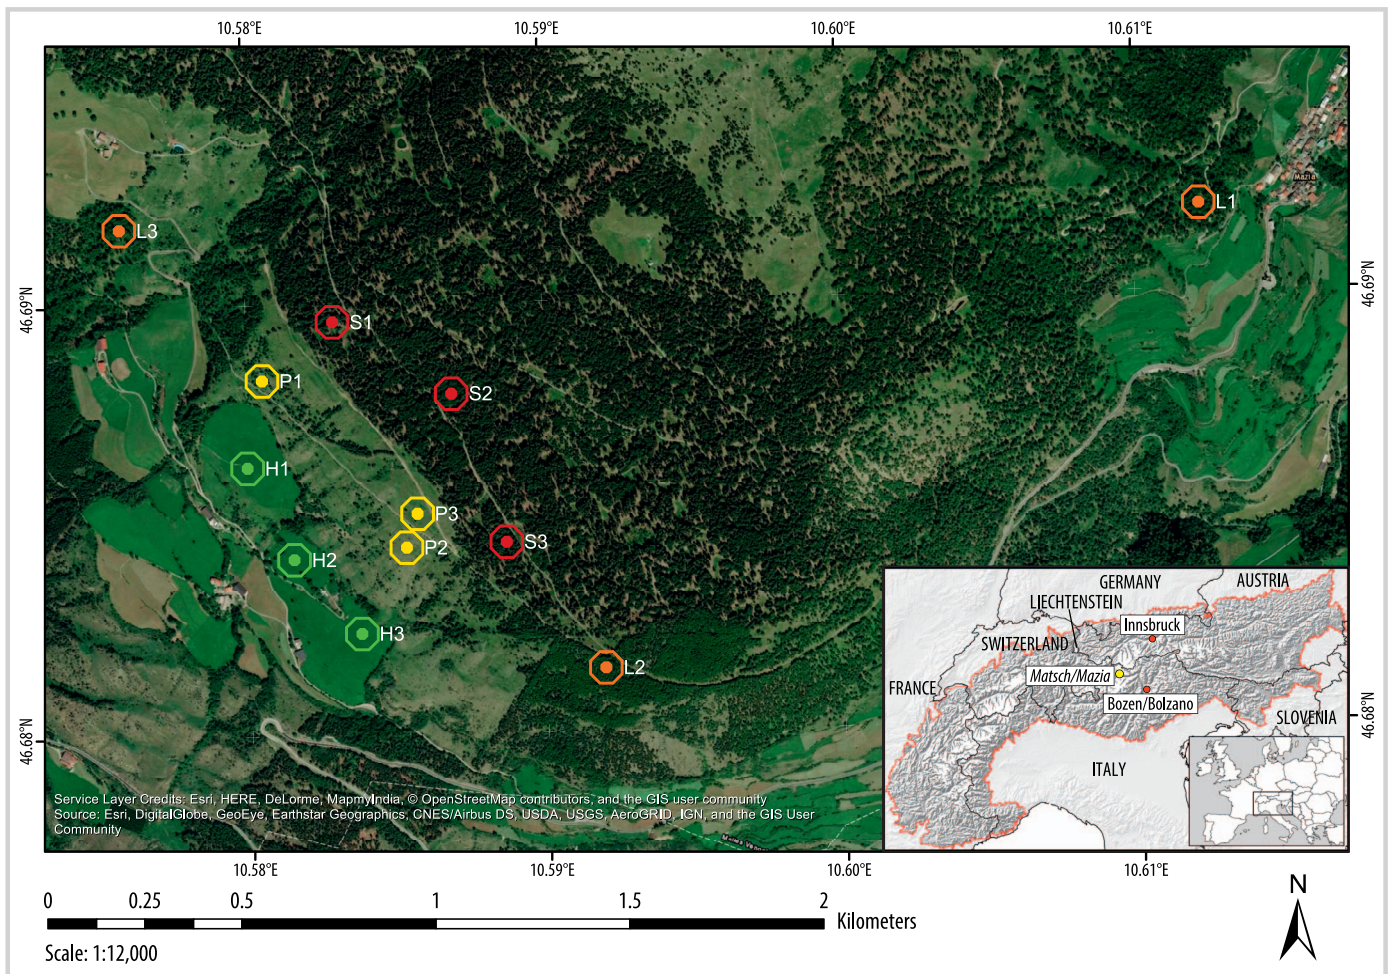 10.58°E 10.59°E 10.60°E 10.61°E
Mazia
L1
L3
46.69°N
46.69°N
S1
P1
S2
H1
P3
S3
P2
H2
H3
L2
46.68°N
46.68°N
GERMANY
AUSTRIA
LIECHTENSTEIN
Innsbruck
SWITZERLAND
Matsch/Mazia
FRANCE
Bozen/Bolzano
SLOVENIA
ITALY
Service Layer Credits: Esri, HERE, DeLorme, MapmyIndia, © OpenStreetMap contributors, and the GIS user community
Source: Esri, DigitalGlobe, GeoEye, Earthstar Geographics, CNES/Airbus DS, USDA, USGS, AeroGRID, IGN, and the GIS User
Community
10.58°E 10.59°E 10.60°E 10.61°E
0 0.25 0.5 1 1.5 2
Kilometers
Scale: 1:12,000
N